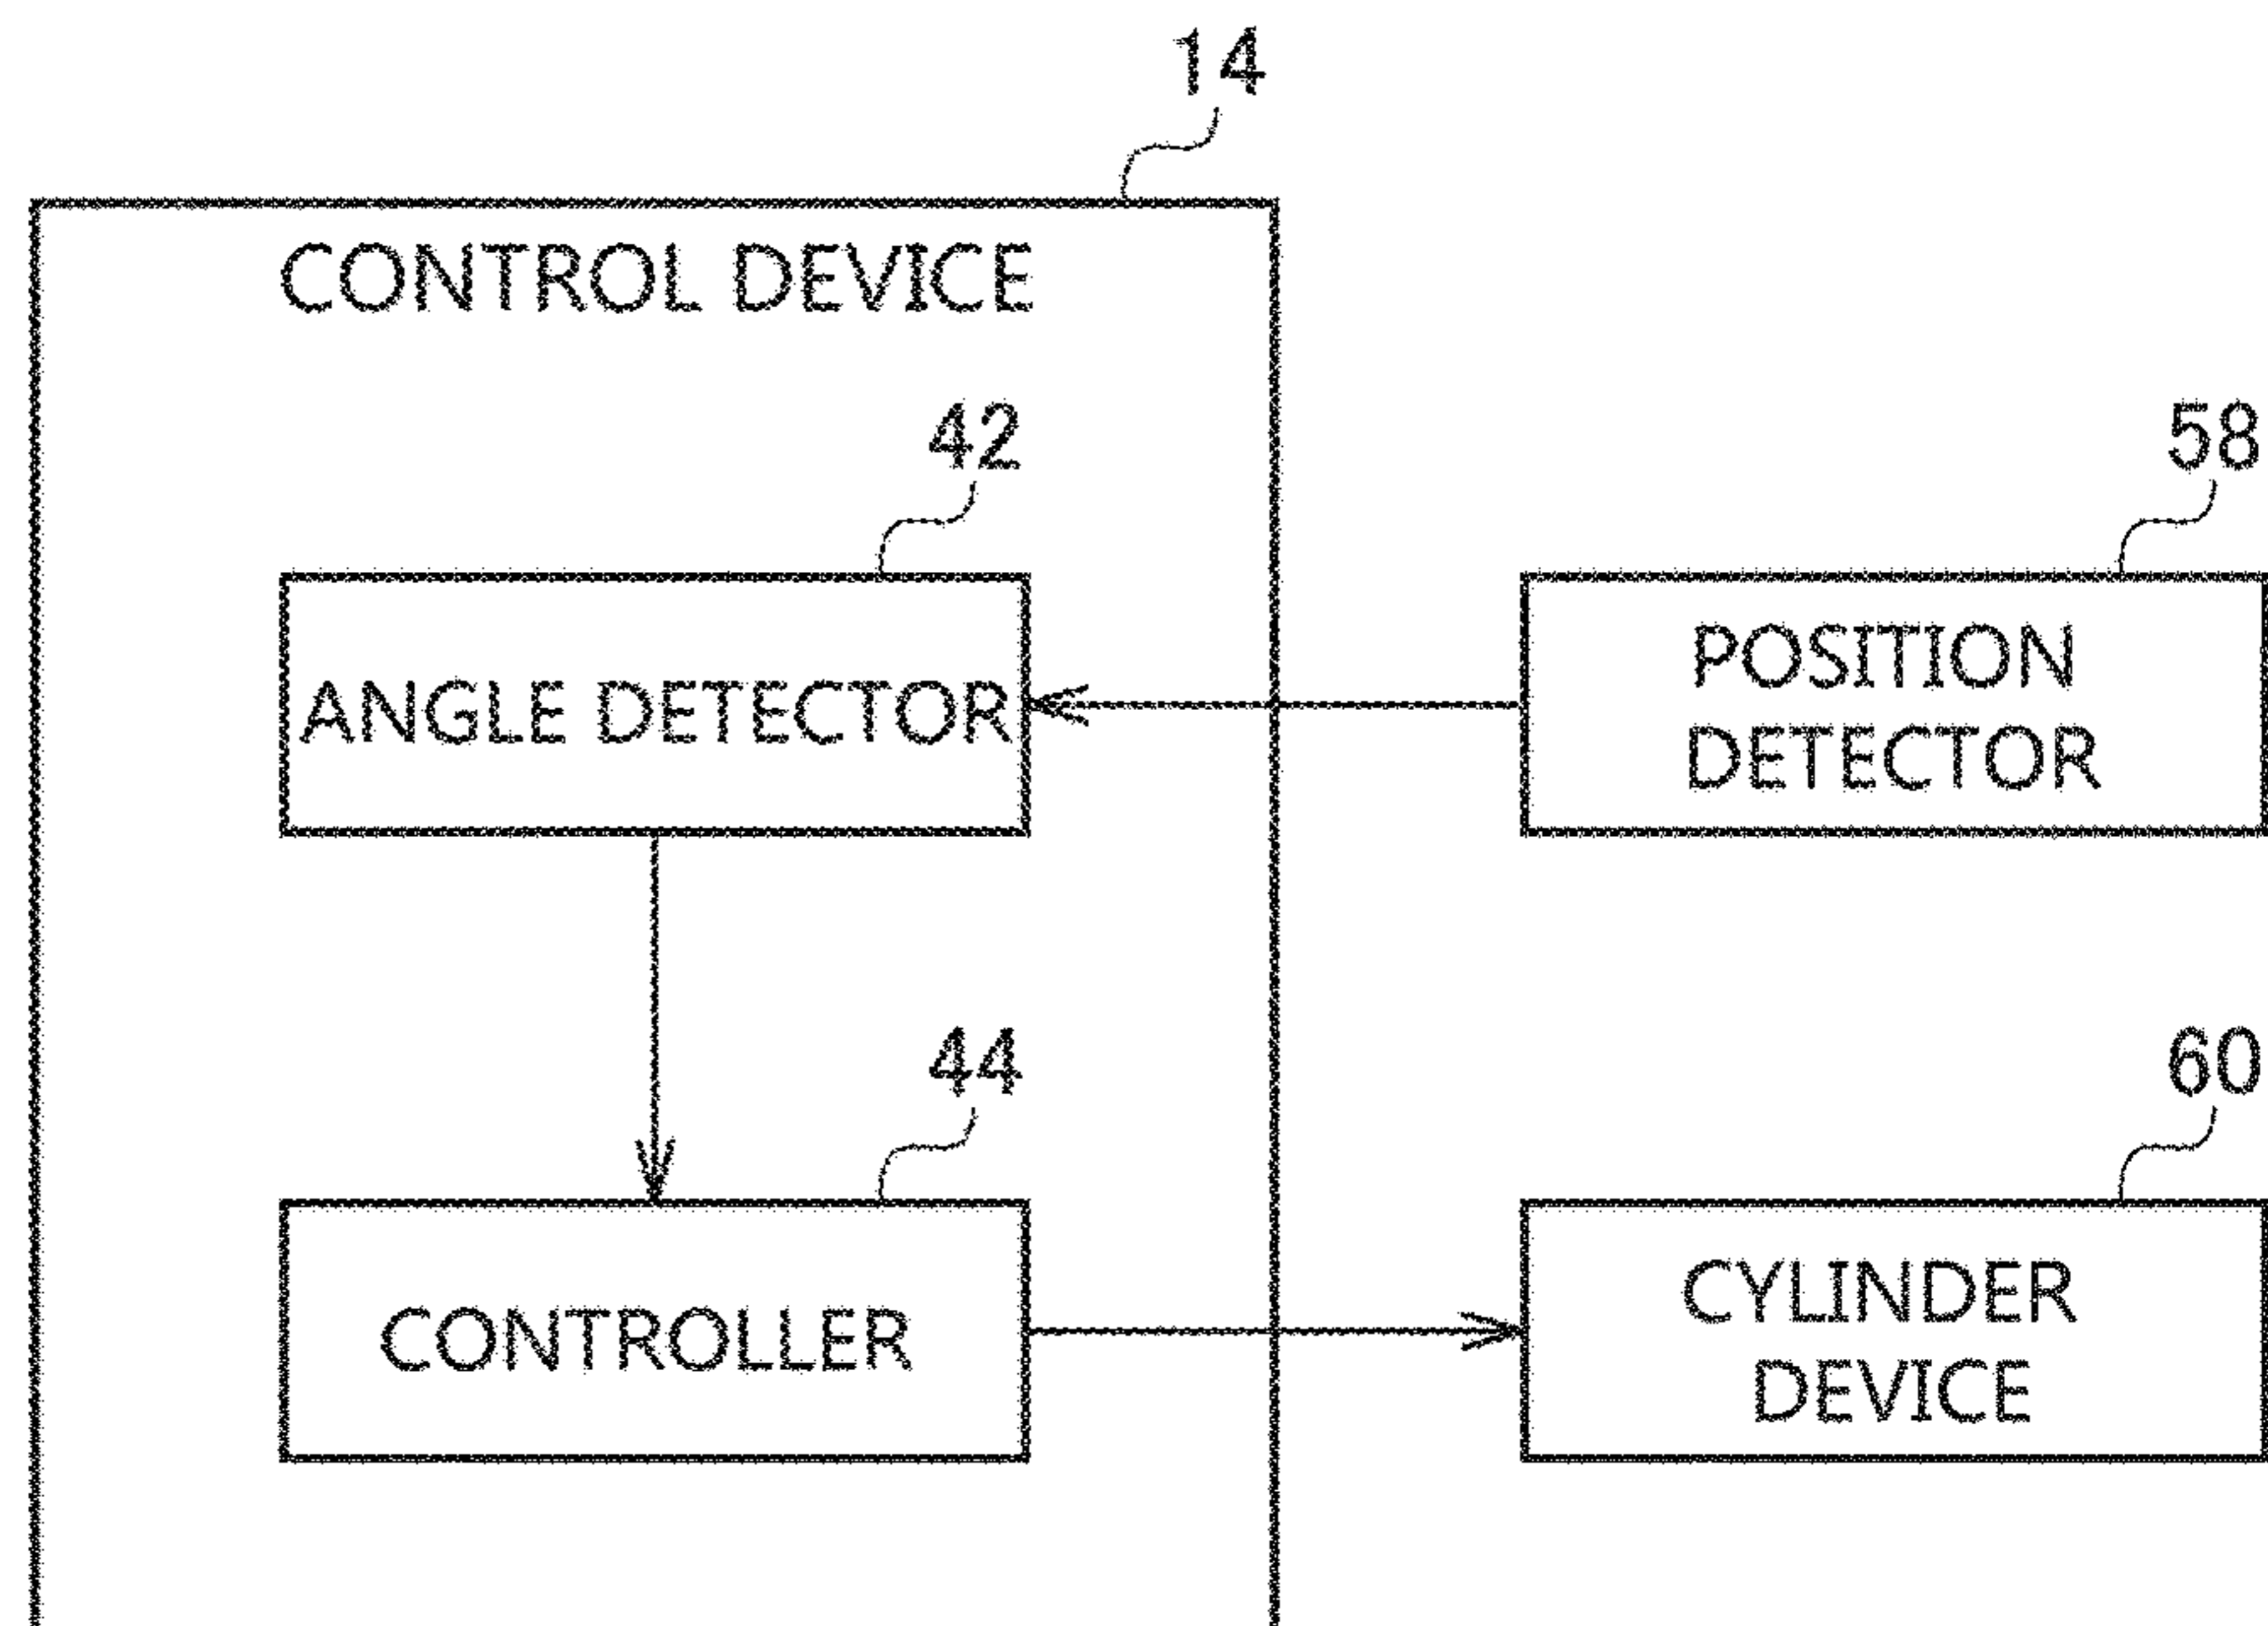 14
CONTROL DEVICE
42
58
ANGLE DETECTOR
POSITION
DETECTOR
44
60
CONTROLLER
CYLINDER
DEVICE